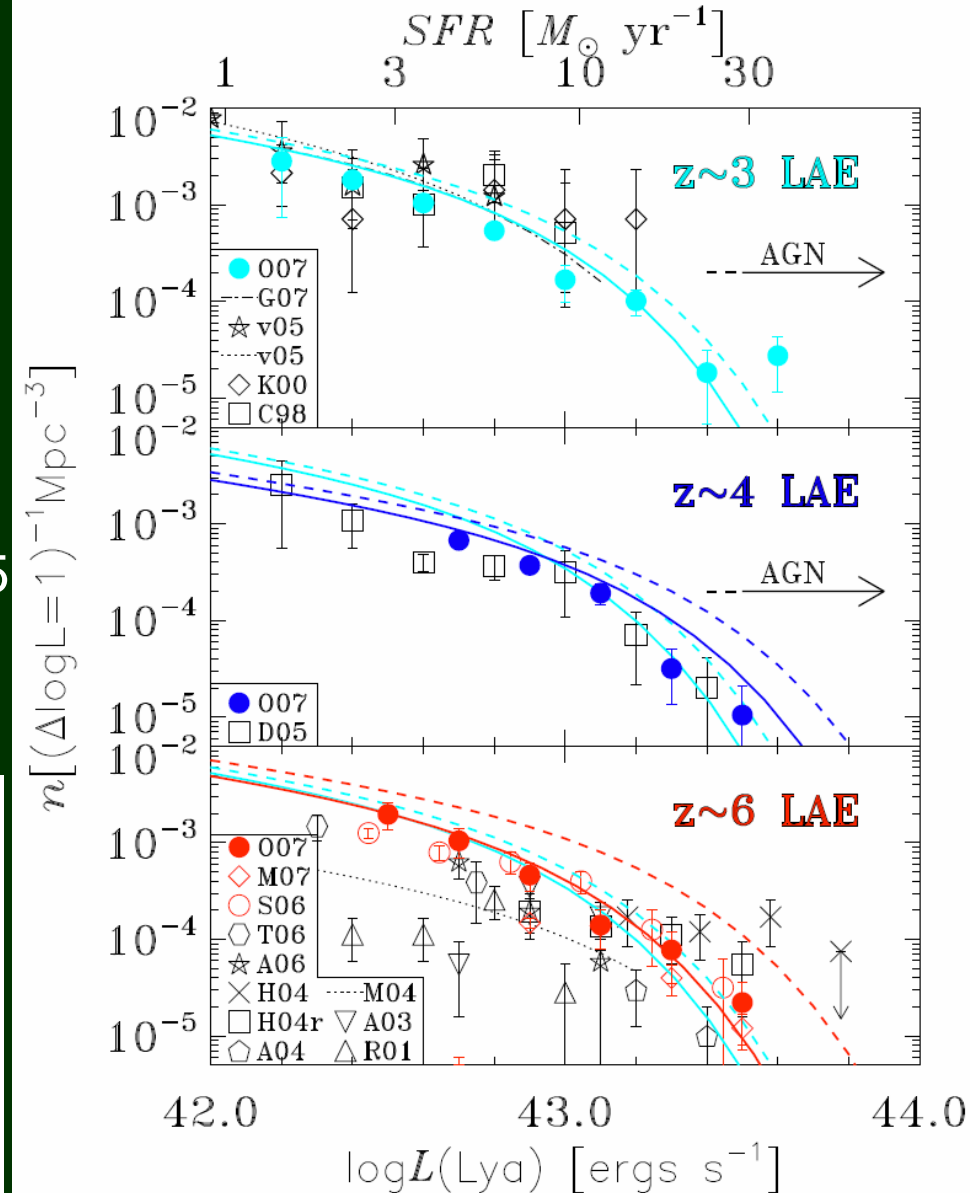 SFR [M☉ yr⁻¹]
1 3 10 30
10⁻²
z~3 LAE
10⁻³
AGN
O07
G07
v05
v05
K00
C98
10⁻⁴
10⁻⁵
10⁻²
z~4 LAE
10⁻³
AGN
10⁻⁴
O07
D05
10⁻⁵
10⁻²
z~6 LAE
10⁻³
O07
M07
S06
T06
A06
H04 M04
H04r A03
A04 R01
10⁻⁴
10⁻⁵
n[(ΔlogL=1)⁻¹Mpc⁻³]
5
42.0 43.0 44.0
logL(Lyα) [ergs s⁻¹]